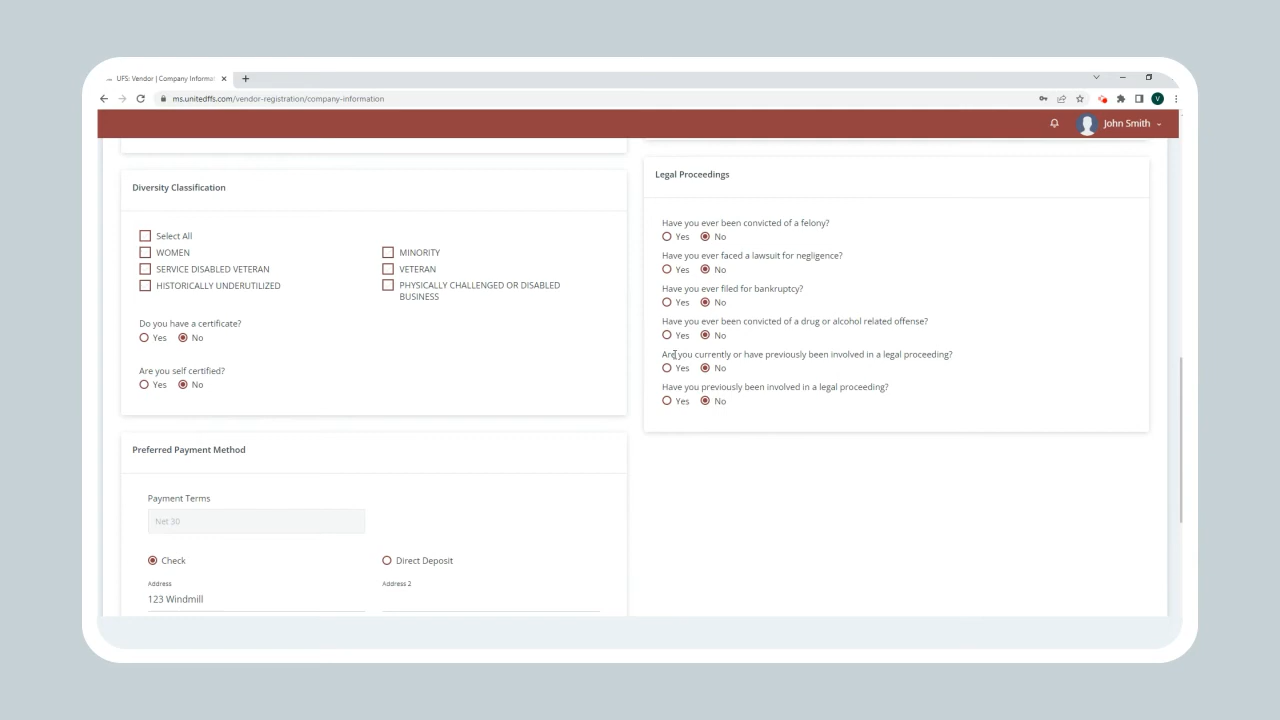 UFS: Vendor | Company Informa
ms.unitedffs.com/vendor-registration/company-information
V
John Smith
Diversity Classification
Select All
WOMEN
MINORITY
SERVICE DISABLED VETERAN
VETERAN
HISTORICALLY UNDERUTILIZED
PHYSICALLY CHALLENGED OR DISABLED
BUSINESS
Do you have a certificate?
Yes No
Are you self certified?
Yes No
Preferred Payment Method
Payment Terms
Net 30
Check
Direct Deposit
Address
Address 2
123 Windmill
Legal Proceedings
Have you ever been convicted of a felony?
Yes No
Have you ever faced a lawsuit for negligence?
Yes No
Have you ever filed for bankruptcy?
Yes No
Have you ever been convicted of a drug or alcohol related offense?
Yes No
Are you currently or have previously been involved in a legal proceeding?
Yes No
Have you previously been involved in a legal proceeding?
Yes No